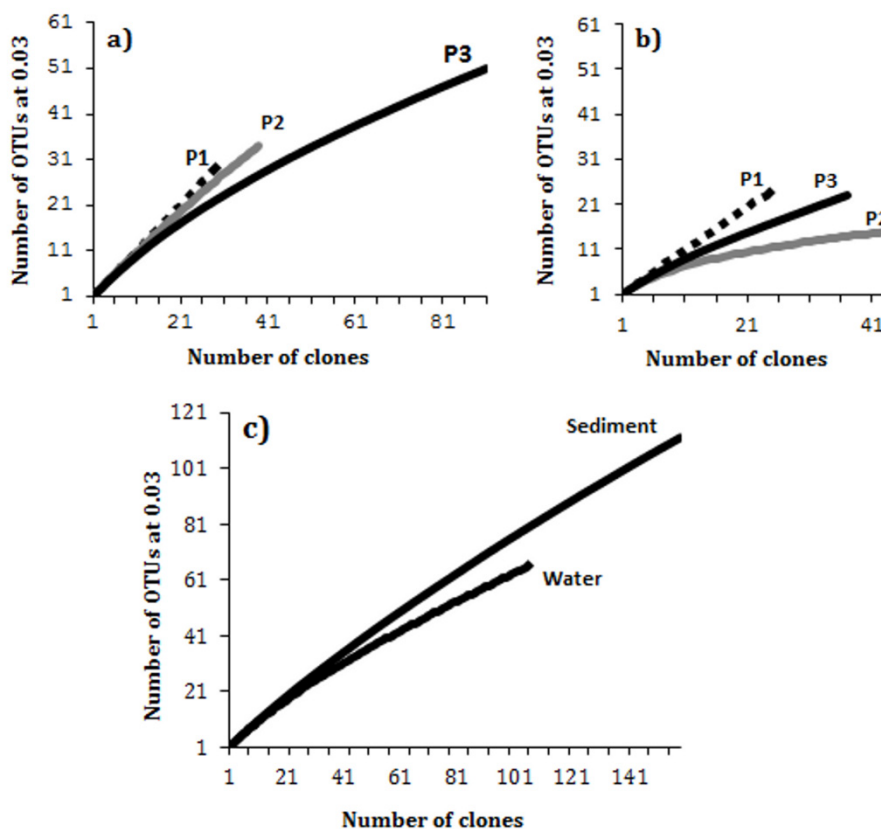 a)
Number of OTUs at 0.03
61
51
41
31
21
11
1
P1
P2
P3
1 21 41 61 81
Number of clones
b)
Number of OTUs at 0.03
61
51
41
31
21
11
1
P1
P3
P2
1 21 41
Number of clones
c)
Number of OTUs at 0.03
121
101
81
61
41
21
1
Sediment
Water
1 21 41 61 81 101 121 141
Number of clones